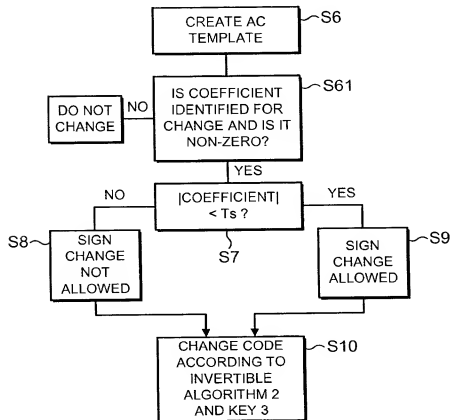 CREATE AC
TEMPLATE
S6
IS COEFFICIENT
IDENTIFIED FOR
CHANGE AND IS IT
NON-ZERO?
S61
NO
DO NOT
CHANGE
YES
|COEFFICIENT|
< Ts ?
S7
NO
YES
S8
SIGN
CHANGE
NOT
ALLOWED
SIGN
CHANGE
ALLOWED
S9
CHANGE CODE
ACCORDING TO
INVERTIBLE
ALGORITHM 2
AND KEY 3
S10